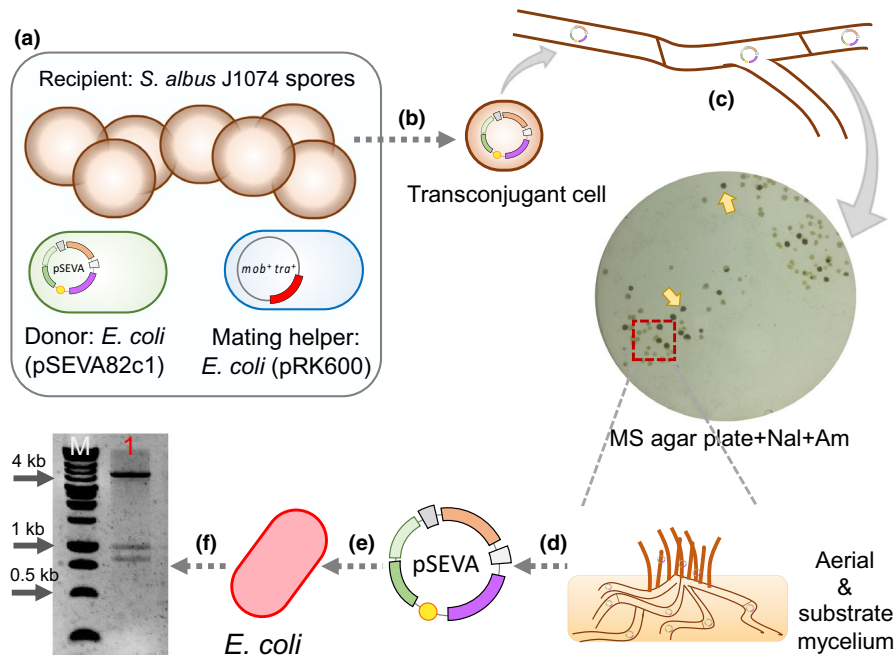 (a)
Recipient: S. albus J1074 spores
pSEVA
mob+ tra+
Donor: E. coli
(pSEVA82c1)
Mating helper:
E. coli (pRK600)
(b)
Transconjugant cell
(c)
MS agar plate+Nal+Am
M
1
4 kb
1 kb
0.5 kb
(f)
E. coli
(e)
pSEVA
(d)
Aerial
&
substrate
mycelium